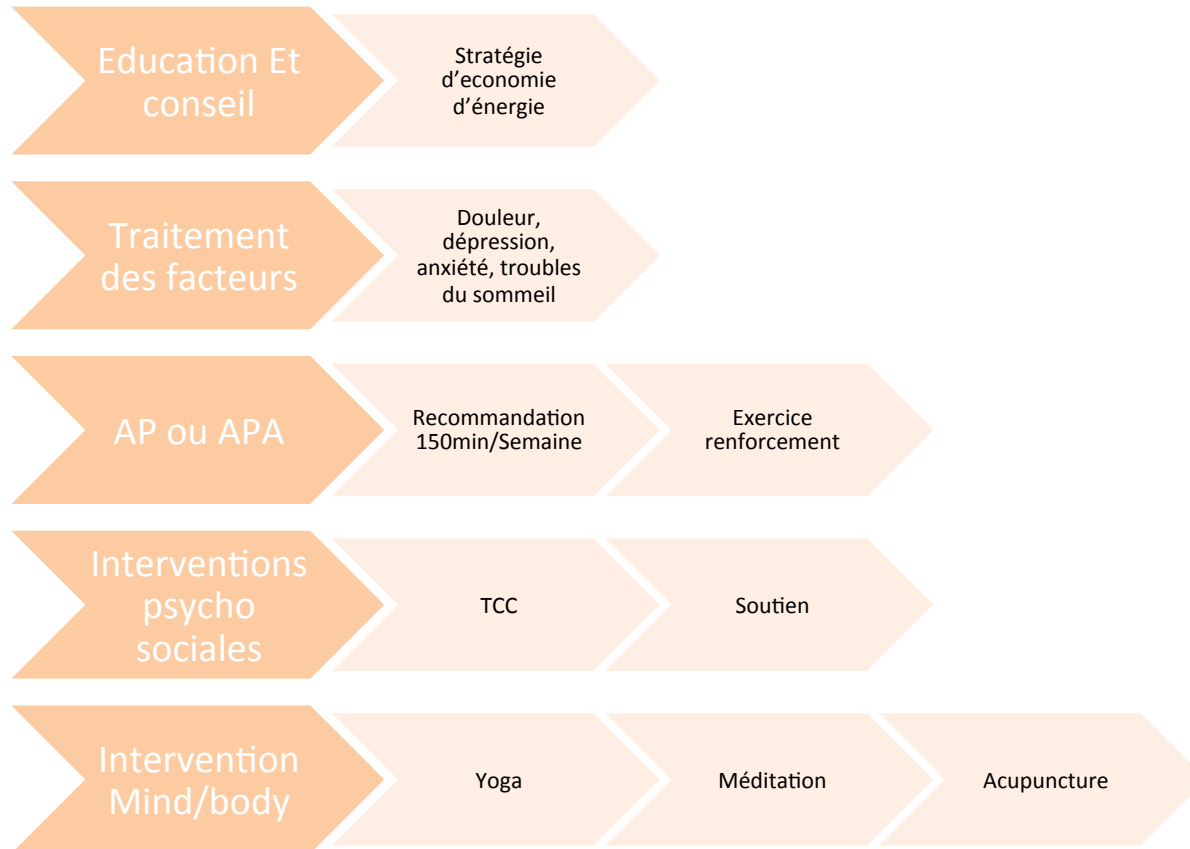 Education Et
conseil
Stratégie
d'economie
d'énergie
Traitement
des facteurs
Douleur,
dépression,
anxiété, troubles
du sommeil
AP ou APA
Recommandation
150min/Semaine
Exercice
renforcement
Interventions
psycho
sociales
TCC
Soutien
Intervention
Mind/body
Yoga
Méditation
Acupuncture